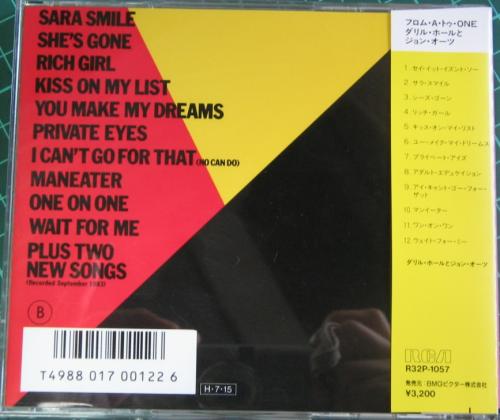 SARA SMILE
SHE'S GONE
RICH GIRL
KISS ON MY LIST
YOU MAKE MY DREAMS
PRIVATE EYES
I CAN'T GO FOR THAT (NO CAN DO)
MANEATER
ONE ON ONE
WAIT FOR ME
PLUS TWO
NEW SONGS
(Recorded September 1983)
B
T4988 017 00122 6
H・7・15
フロム・A・トゥ・ONE
ダリル・ホールと
ジョン・オーツ
1. セイ・イット・イズント・ソー
2. サラ・スマイル
3. シーズ・ゴーン
4. リッチ・ガール
5. キッス・オン・マイ・リスト
6. ユー・メイク・マイ・ドリームス
7. プライベート・アイズ
8. アダルト・エデュケイション
9. アイ・キャント・ゴー・フォー・
ザット
10. マンイーター
11. ワン・オン・ワン
12. ウェイト・フォー・ミー
ダリル・ホールとジョン・オーツ
RCA
R32P-1057
発売元:BMGビクター株式会社
¥3,200